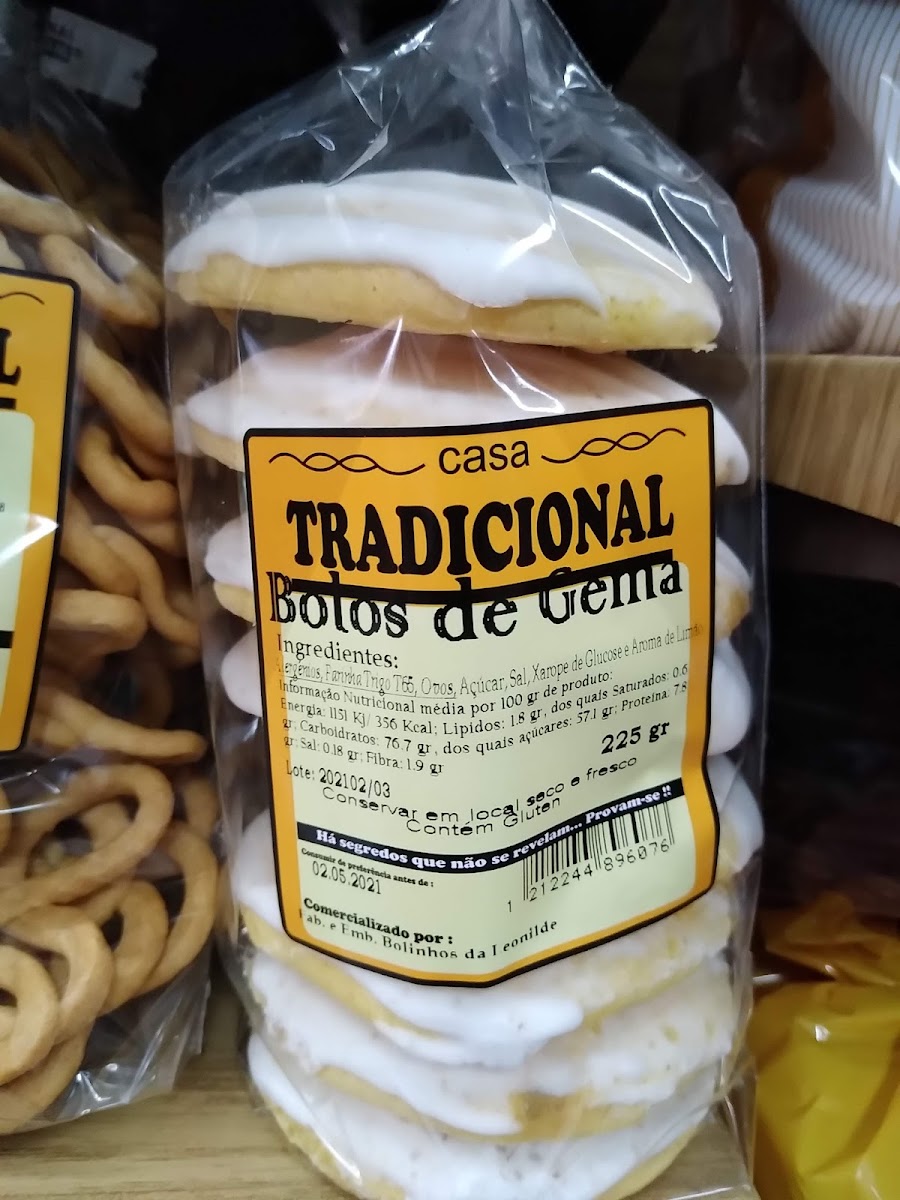 casa
TRADICIONAL
Bolos de Gema
Ingredientes:
Farinha Trigo T65, Ovos, Açúcar, Sal, Xarope de Glucose e Aroma de Limão
Informação Nutricional média por 100 gr de produto:
Energia: 1151 Kj/ 356 Kcal; Lipidos: 1.8 gr, dos quais Saturados: 0.6
gr; Carboidratos: 76.7 gr, dos quais açúcares: 57.1 gr; Proteína: 7.8
gr; Sal: 0.18 gr; Fibra: 1.9 gr
225 gr
Lote: 202102/03
Conservar em local seco e fresco
Contém Gluten
Há segredos que não se revelam... Provam-se !!
Consumir de preferência antes de :
02.05.2021
1 212244 896076
Comercializado por :
Fab. e Emb. Bolinhos da Leonilde